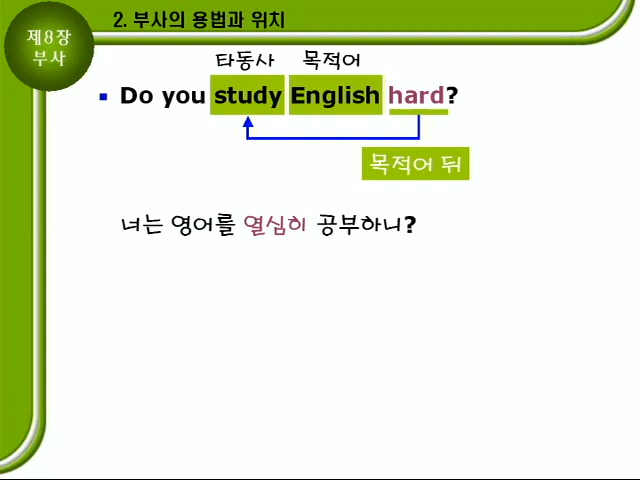 2. 부사의 용법과 위치
제8장
부사
타동사 목적어
Do you study English hard?
목적어 뒤
너는 영어를 열심히 공부하니?